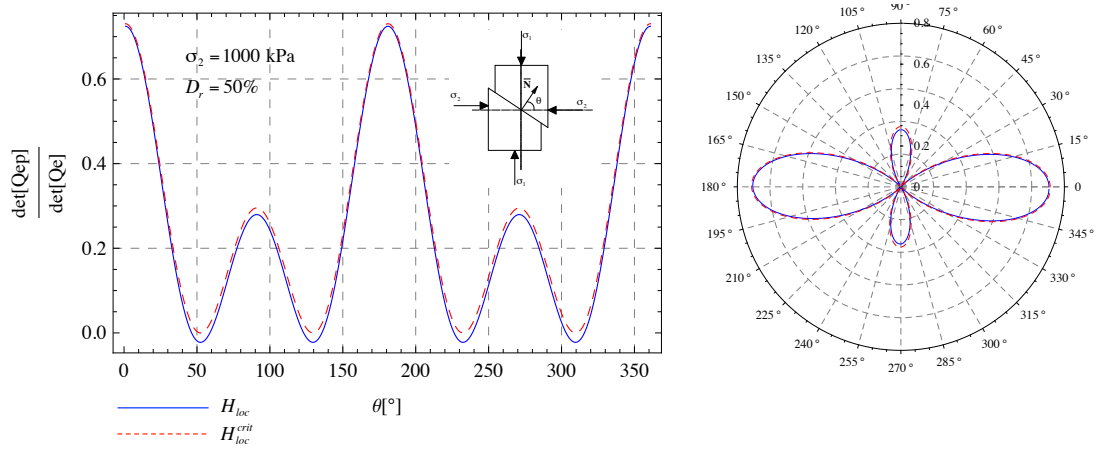 σ₂ = 1000 kPa
D_r = 50%
σ₁
N
θ
σ₂
σ₂
σ₁
det[Qep]
det[Qe]
0.6
0.4
0.2
0.0
0 50 100 150 200 250 300 350
θ[°]
H_loc
H_loc^crit
90°
105° 75°
120° 60°
135° 45°
150° 30°
165° 15°
180° 0
195° 345°
210° 330°
225° 315°
240° 300°
255° 285°
270°
0.8
0.6
0.4
0.2
0.